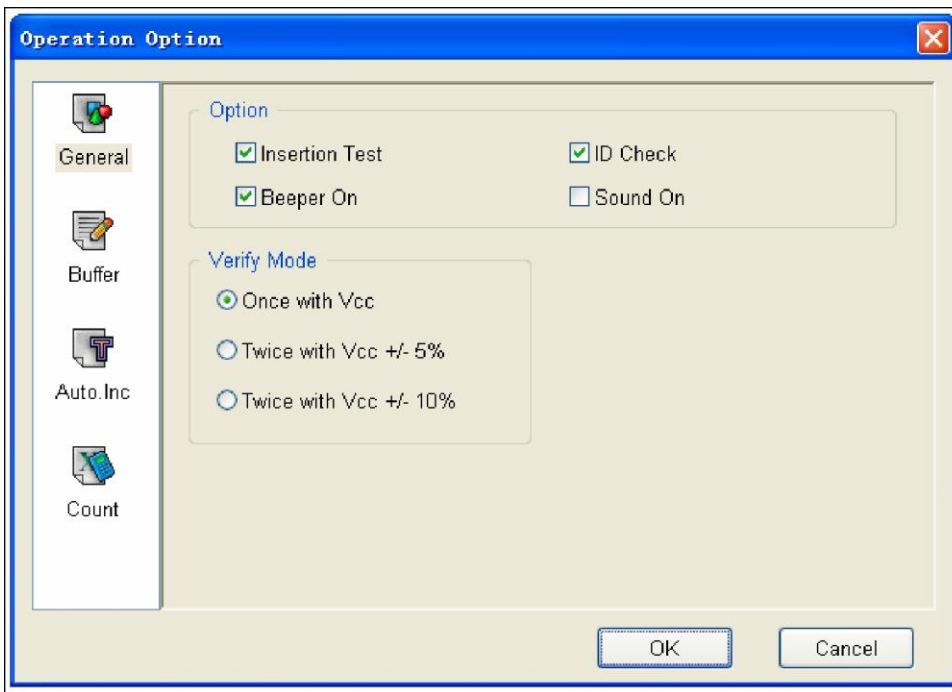 Operation Option
General
Buffer
Auto.Inc
Count
Option
Insertion Test
ID Check
Beeper On
Sound On
Verify Mode
Once with Vcc
Twice with Vcc +/- 5%
Twice with Vcc +/- 10%
OK
Cancel